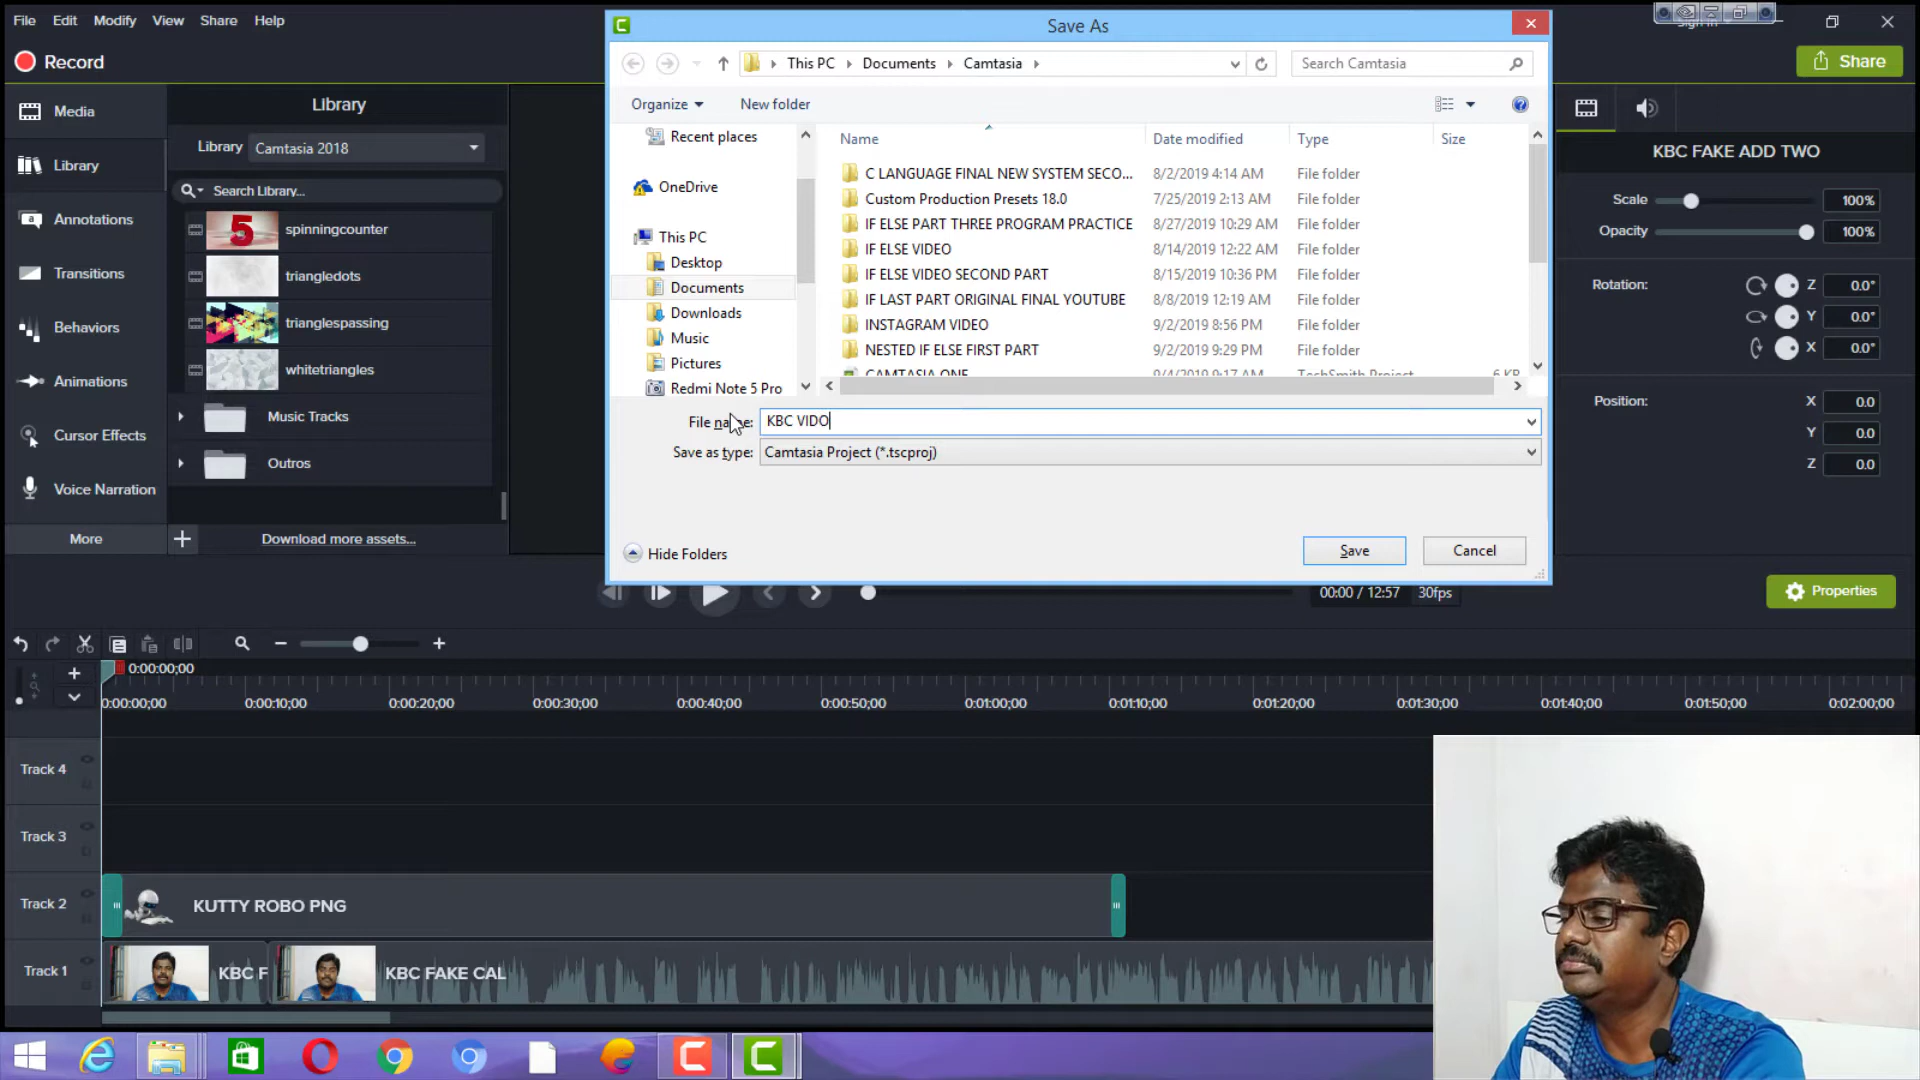 File Edit Modify View Share Help
Save As
Record
This PC Documents Camtasia
Search Camtasia
Share
Organize New folder
Media
Library
Library
Library Camtasia 2018
Search Library...
Annotations
Transitions
Behaviors
Animations
Cursor Effects
Voice Narration
More
spinningcounter
triangledots
trianglespassing
whitetriangles
Music Tracks
Outros
Download more assets...
Recent places
OneDrive
This PC
Desktop
Documents
Downloads
Music
Pictures
Redmi Note 5 Pro
Name Date modified Type Size
C LANGUAGE FINAL NEW SYSTEM SECO... 8/2/2019 4:14 AM File folder
Custom Production Presets 18.0 7/25/2019 2:13 AM File folder
IF ELSE PART THREE PROGRAM PRACTICE 8/27/2019 10:29 AM File folder
IF ELSE VIDEO 8/14/2019 12:22 AM File folder
IF ELSE VIDEO SECOND PART 8/15/2019 10:36 PM File folder
IF LAST PART ORIGINAL FINAL YOUTUBE 8/8/2019 12:19 AM File folder
INSTAGRAM VIDEO 9/2/2019 8:56 PM File folder
NESTED IF ELSE FIRST PART 9/2/2019 9:29 PM File folder
CAMTASIA ONE 9/4/2019 9:17 AM TechSmith Project 6 KB
File name: KBC VIDO
Save as type: Camtasia Project (*.tscproj)
Hide Folders
Save Cancel
KBC FAKE ADD TWO
Scale 100%
Opacity 100%
Rotation: Z 0.0°
Y 0.0°
X 0.0°
Position: X 0.0
Y 0.0
Z 0.0
00:00 / 12:57 30fps
Properties
0:00:00;00
0:00:00;00 0:00:10;00 0:00:20;00 0:00:30;00 0:00:40;00 0:00:50;00 0:01:00;00 0:01:10;00 0:01:20;00 0:01:30;00 0:01:40;00 0:01:50;00 0:02:00;00
Track 4
Track 3
Track 2 KUTTY ROBO PNG
Track 1 KBC F KBC FAKE CAL